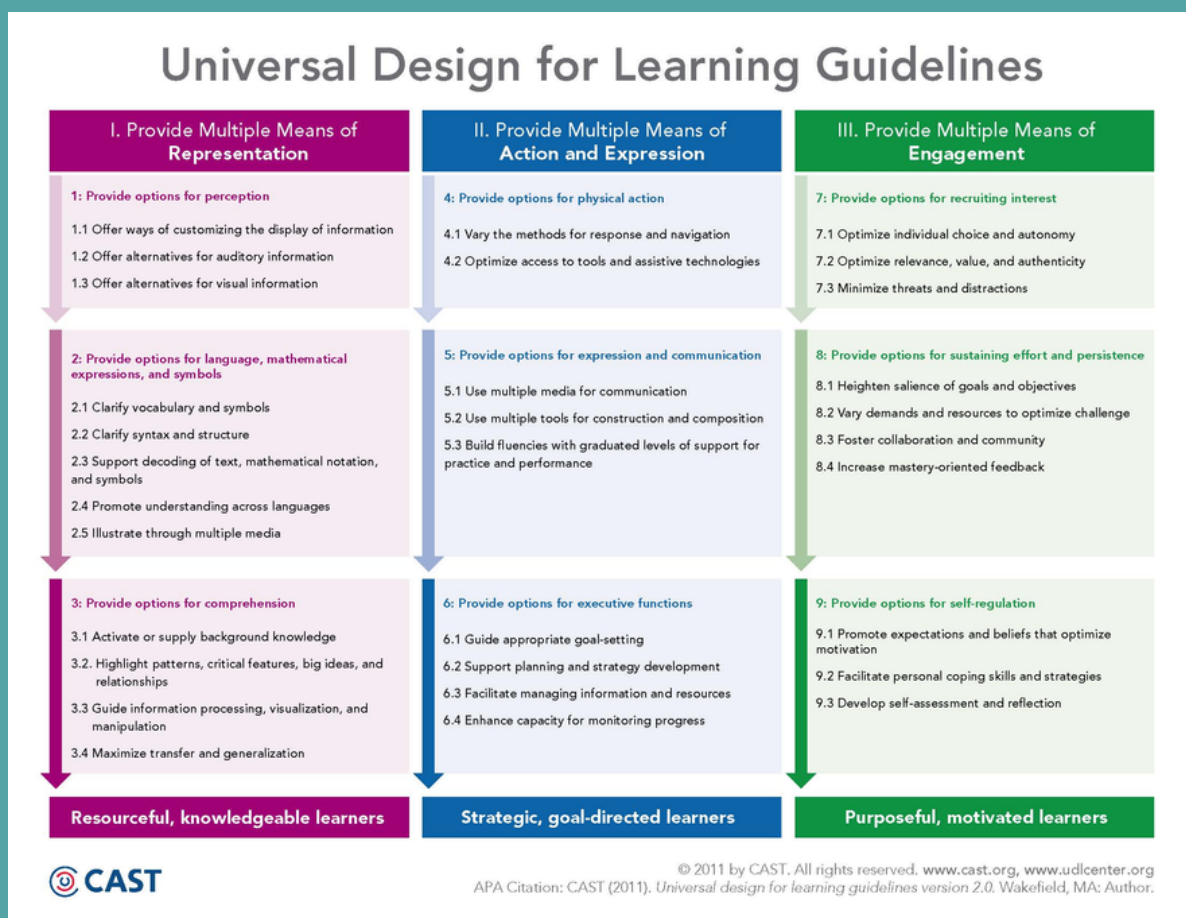 Universal Design for Learning Guidelines
I. Provide Multiple Means of
Representation
1: Provide options for perception
1.1 Offer ways of customizing the display of information
1.2 Offer alternatives for auditory information
1.3 Offer alternatives for visual information
2: Provide options for language, mathematical
expressions, and symbols
2.1 Clarify vocabulary and symbols
2.2 Clarify syntax and structure
2.3 Support decoding of text, mathematical notation,
and symbols
2.4 Promote understanding across languages
2.5 Illustrate through multiple media
3: Provide options for comprehension
3.1 Activate or supply background knowledge
3.2. Highlight patterns, critical features, big ideas, and
relationships
3.3 Guide information processing, visualization, and
manipulation
3.4 Maximize transfer and generalization
Resourceful, knowledgeable learners
II. Provide Multiple Means of
Action and Expression
4: Provide options for physical action
4.1 Vary the methods for response and navigation
4.2 Optimize access to tools and assistive technologies
5: Provide options for expression and communication
5.1 Use multiple media for communication
5.2 Use multiple tools for construction and composition
5.3 Build fluencies with graduated levels of support for
practice and performance
6: Provide options for executive functions
6.1 Guide appropriate goal-setting
6.2 Support planning and strategy development
6.3 Facilitate managing information and resources
6.4 Enhance capacity for monitoring progress
Strategic, goal-directed learners
III. Provide Multiple Means of
Engagement
7: Provide options for recruiting interest
7.1 Optimize individual choice and autonomy
7.2 Optimize relevance, value, and authenticity
7.3 Minimize threats and distractions
8: Provide options for sustaining effort and persistence
8.1 Heighten salience of goals and objectives
8.2 Vary demands and resources to optimize challenge
8.3 Foster collaboration and community
8.4 Increase mastery-oriented feedback
9: Provide options for self-regulation
9.1 Promote expectations and beliefs that optimize
motivation
9.2 Facilitate personal coping skills and strategies
9.3 Develop self-assessment and reflection
Purposeful, motivated learners
CAST
© 2011 by CAST. All rights reserved. www.cast.org, www.udlcenter.org
APA Citation: CAST (2011). Universal design for learning guidelines version 2.0. Wakefield, MA: Author.